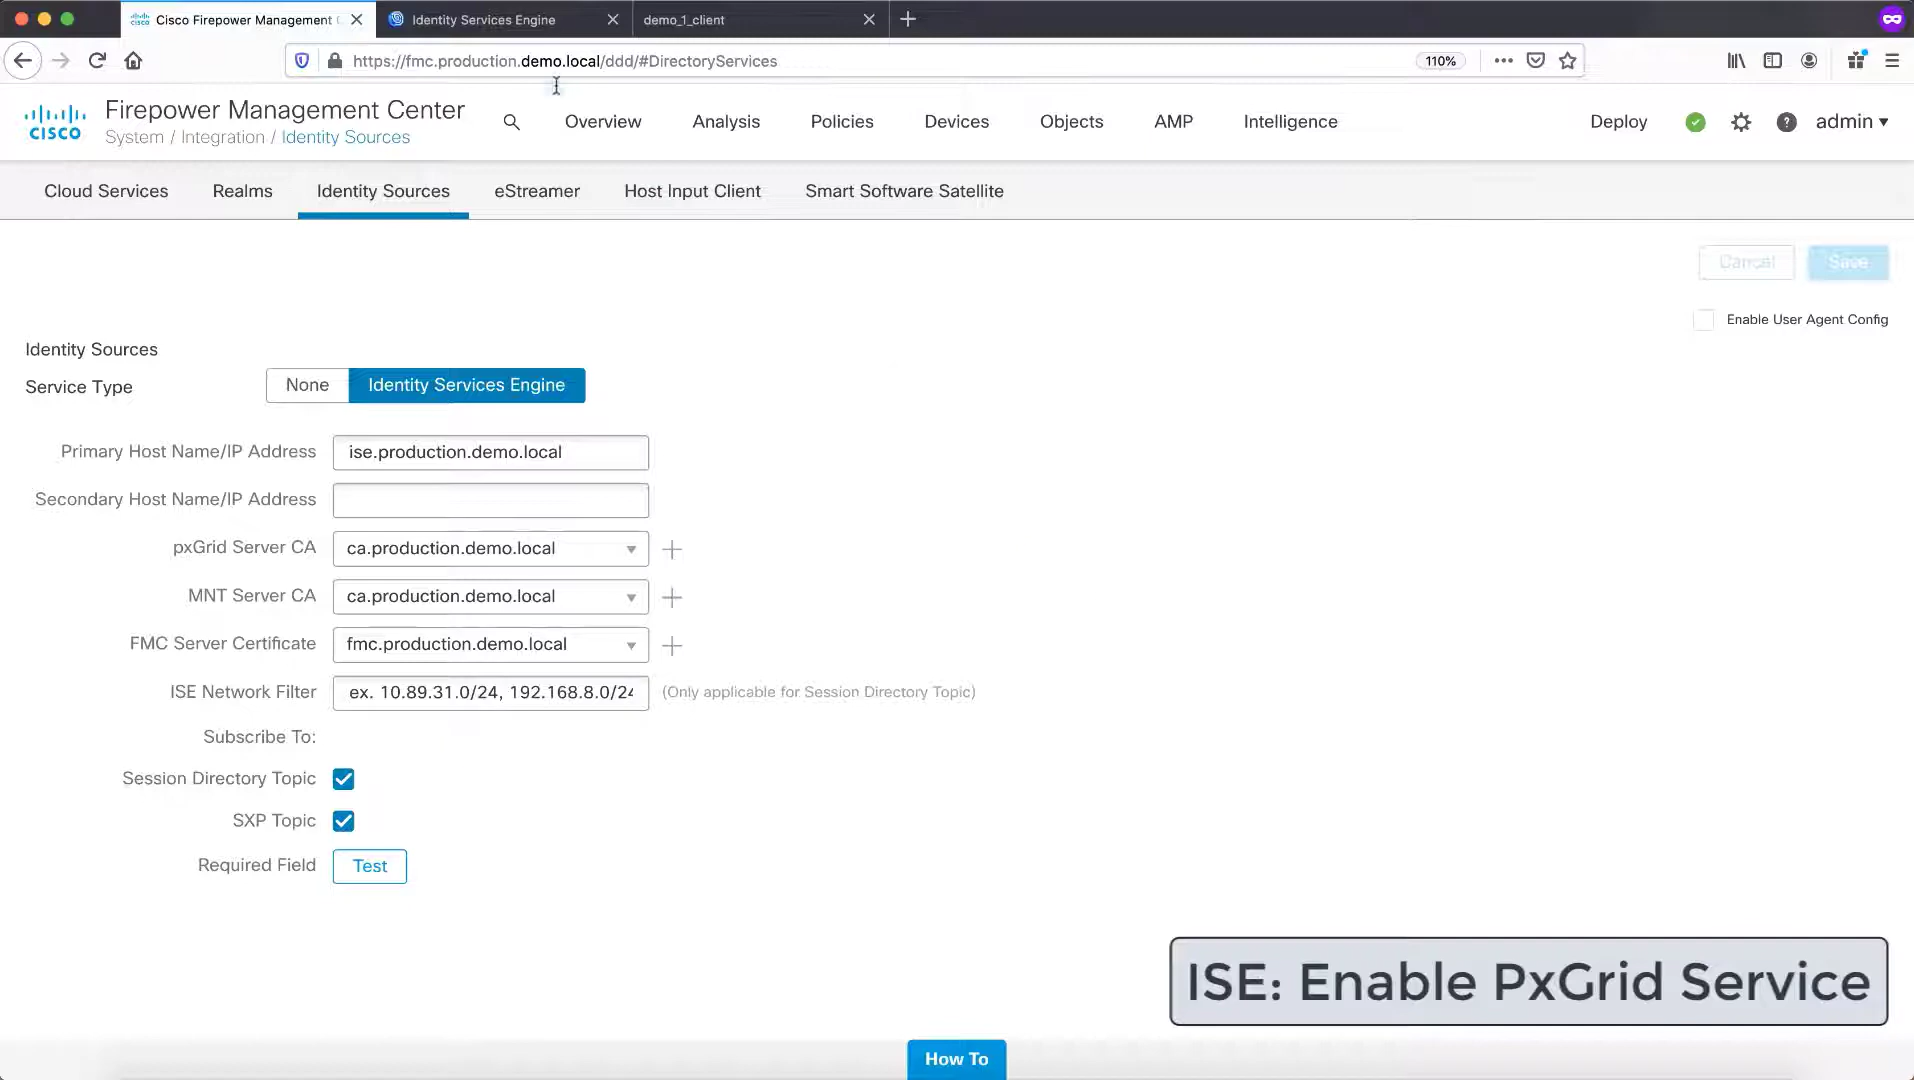 Cisco Firepower Management C
Identity Services Engine
demo_1_client
https://fmc.production.demo.local/ddd/#DirectoryServices
110%
CISCO
Firepower Management Center
System / Integration / Identity Sources
Overview
Analysis
Policies
Devices
Objects
AMP
Intelligence
Deploy
admin
Cloud Services
Realms
Identity Sources
eStreamer
Host Input Client
Smart Software Satellite
Cancel
Save
Enable User Agent Config
Identity Sources
Service Type
None
Identity Services Engine
Primary Host Name/IP Address
ise.production.demo.local
Secondary Host Name/IP Address
pxGrid Server CA
ca.production.demo.local
MNT Server CA
ca.production.demo.local
FMC Server Certificate
fmc.production.demo.local
ISE Network Filter
ex. 10.89.31.0/24, 192.168.8.0/24
(Only applicable for Session Directory Topic)
Subscribe To:
Session Directory Topic
SXP Topic
Required Field
Test
ISE: Enable PxGrid Service
How To